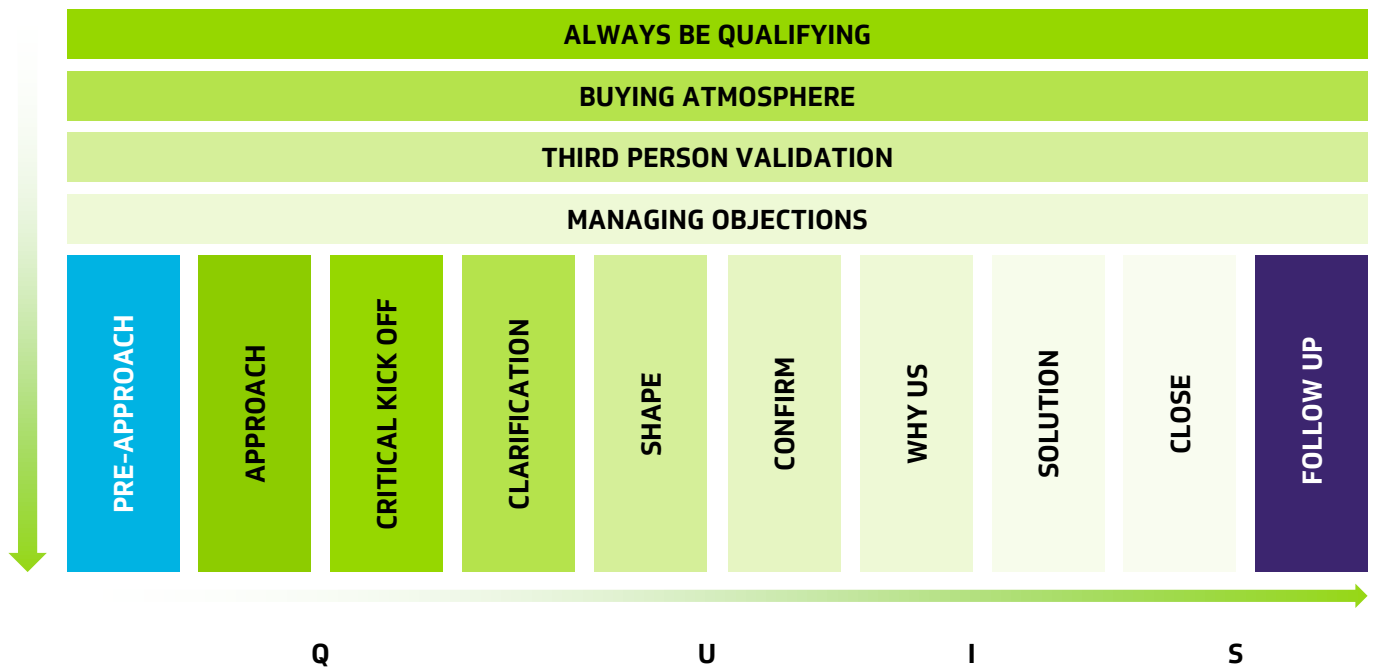 ALWAYS BE QUALIFYING
BUYING ATMOSPHERE
THIRD PERSON VALIDATION
MANAGING OBJECTIONS
PRE-APPROACH
APPROACH
CRITICAL KICK OFF
CLARIFICATION
SHAPE
CONFIRM
WHY US
SOLUTION
CLOSE
FOLLOW UP
Q U I S